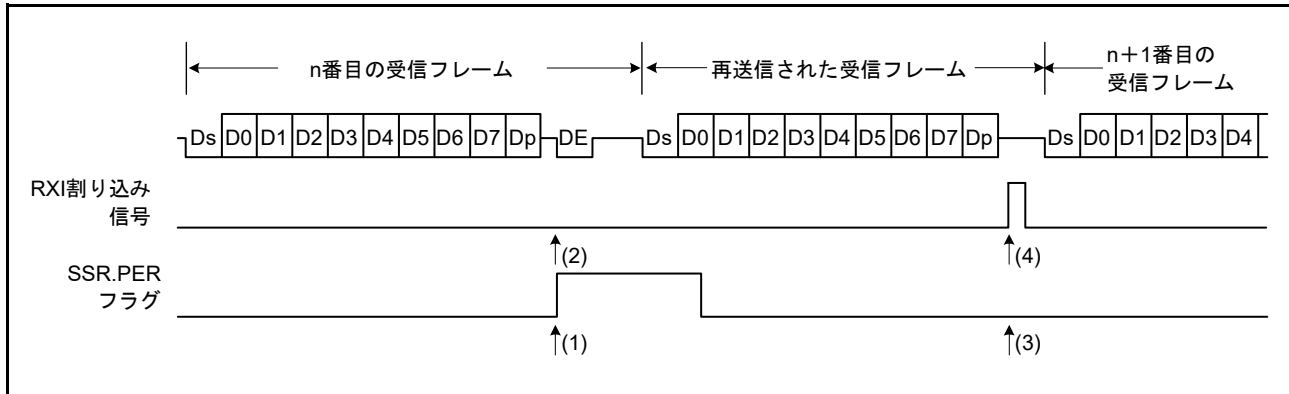 n番目の受信フレーム
再送信された受信フレーム
n＋1番目の
受信フレーム
Ds D0 D1 D2 D3 D4 D5 D6 D7 Dp DE Ds D0 D1 D2 D3 D4 D5 D6 D7 Dp Ds D0 D1 D2 D3 D4
RXI割り込み
信号
(2) (4)
SSR.PER
フラグ
(1) (3)